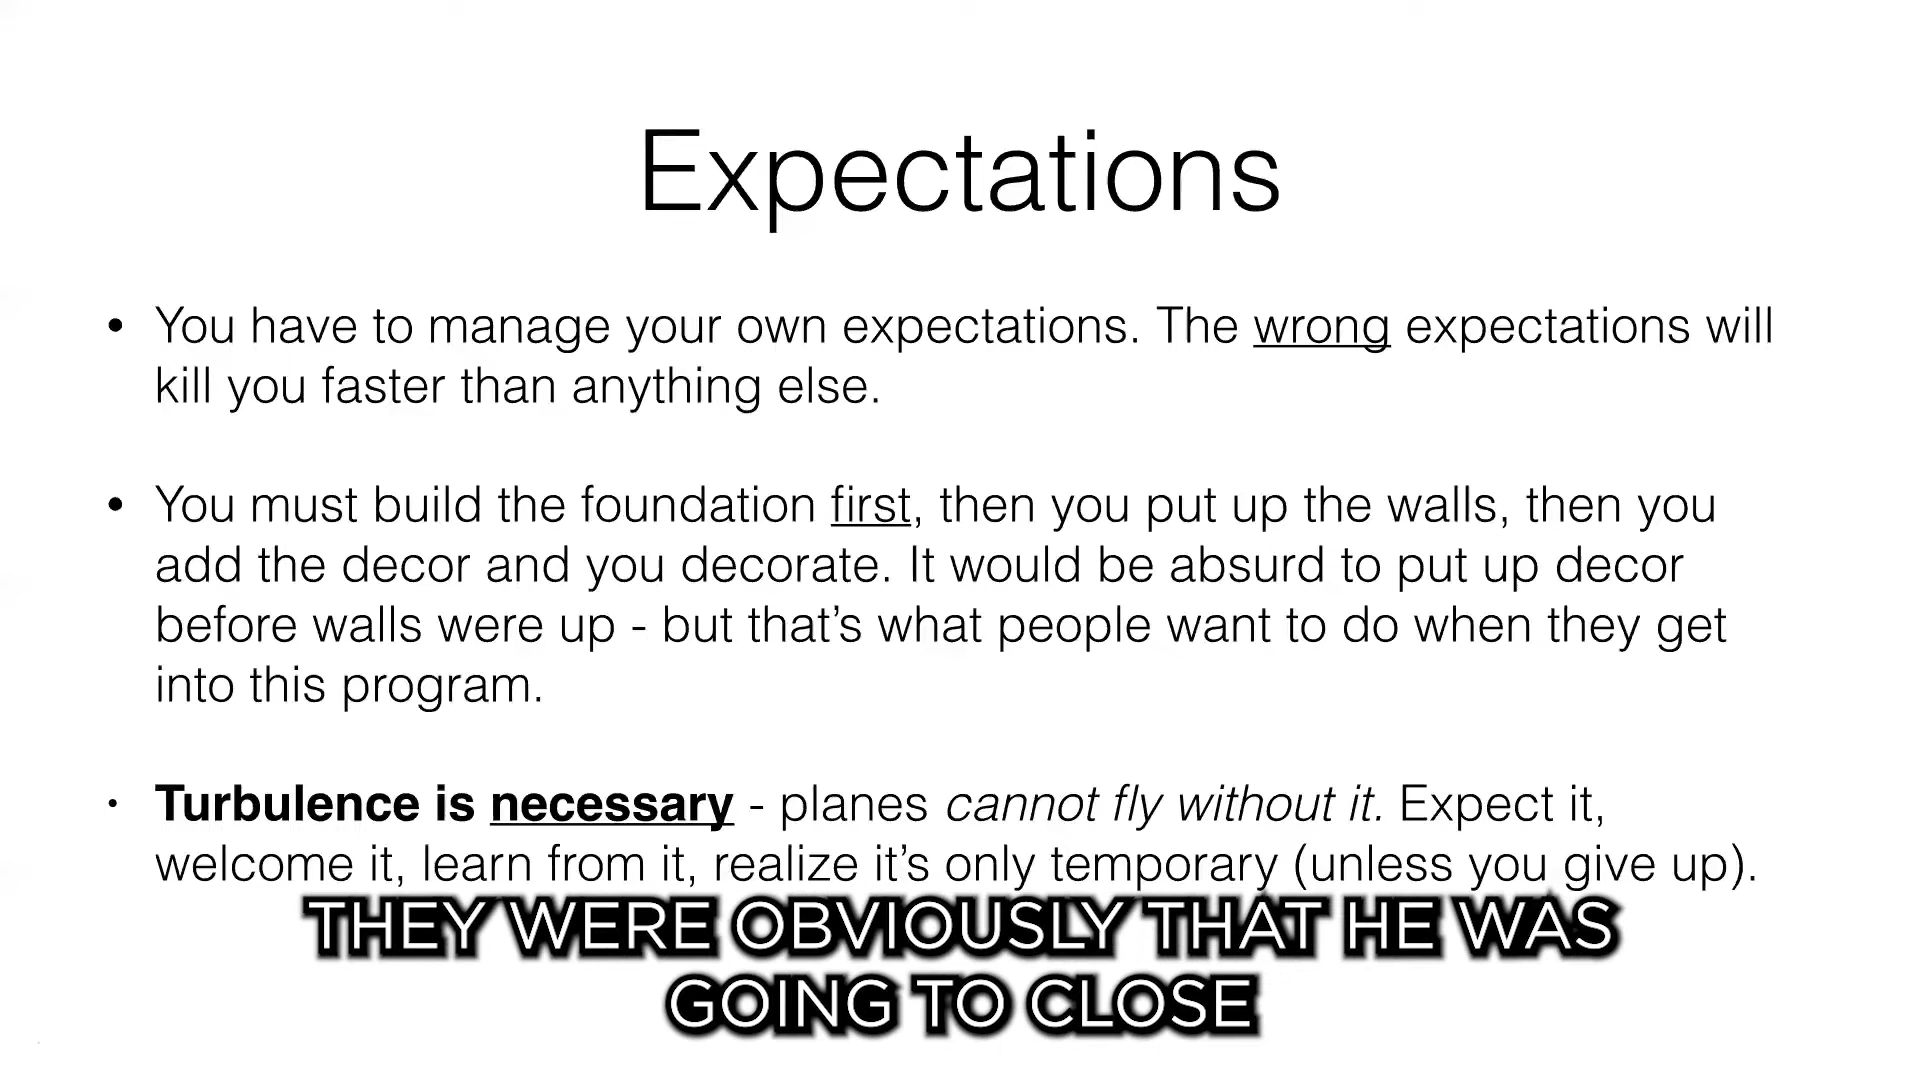 Expectations
• You have to manage your own expectations. The wrong expectations will
kill you faster than anything else.
• You must build the foundation first, then you put up the walls, then you
add the decor and you decorate. It would be absurd to put up decor
before walls were up - but that’s what people want to do when they get
into this program.
• Turbulence is necessary - planes cannot fly without it. Expect it,
welcome it, learn from it, realize it’s only temporary (unless you give up).
THEY WERE OBVIOUSLY THAT HE WAS
GOING TO CLOSE